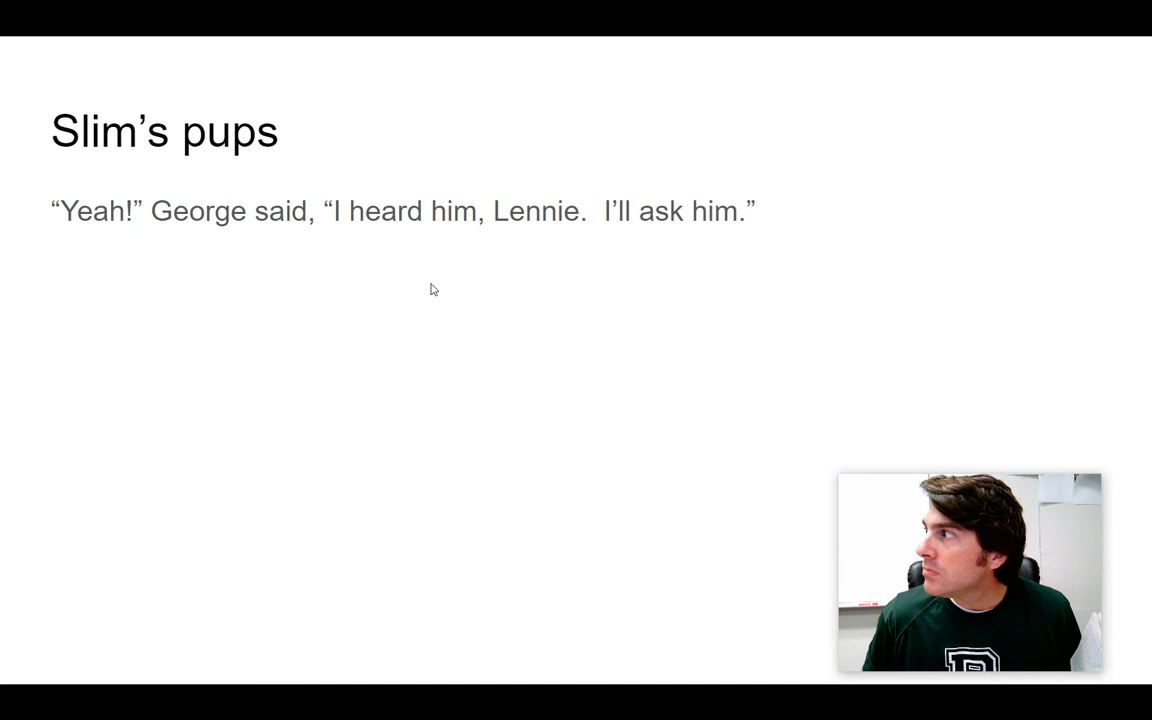 Slim’s pups
“Yeah!” George said, “I heard him, Lennie.  I’ll ask him.”